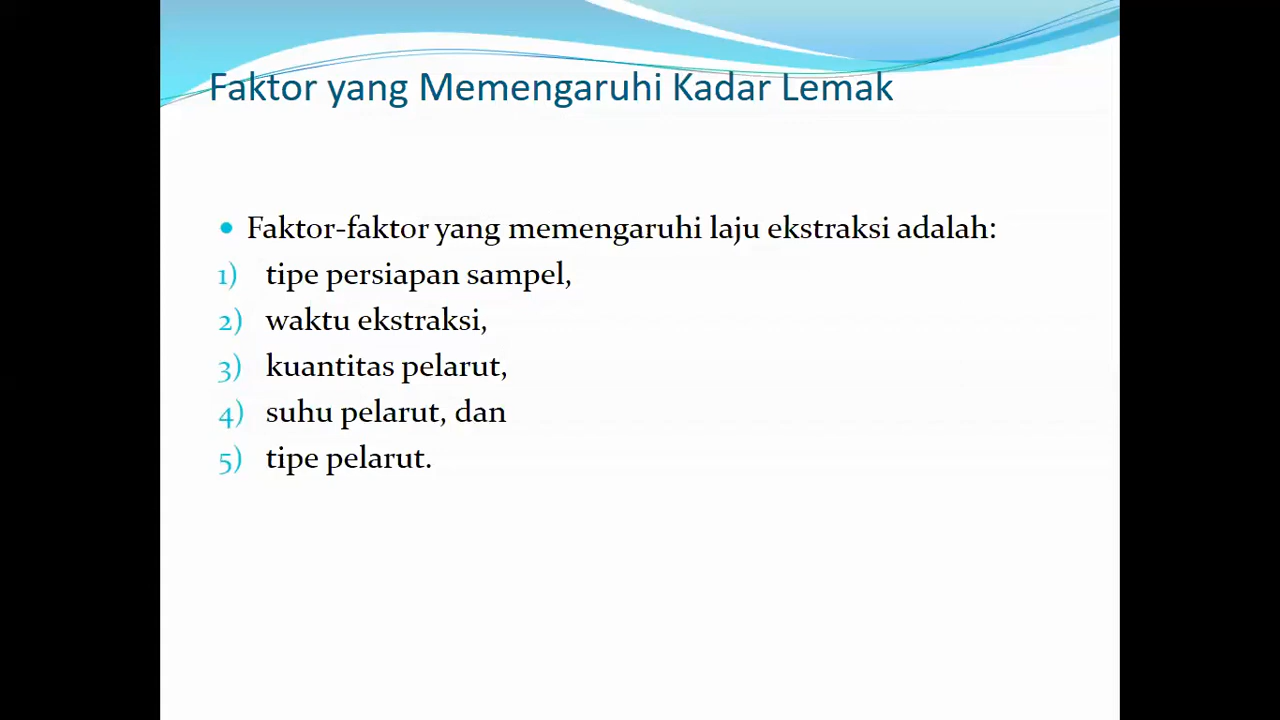 Faktor yang Memengaruhi Kadar Lemak
• Faktor-faktor yang memengaruhi laju ekstraksi adalah:
1) tipe persiapan sampel,
2) waktu ekstraksi,
3) kuantitas pelarut,
4) suhu pelarut, dan
5) tipe pelarut.